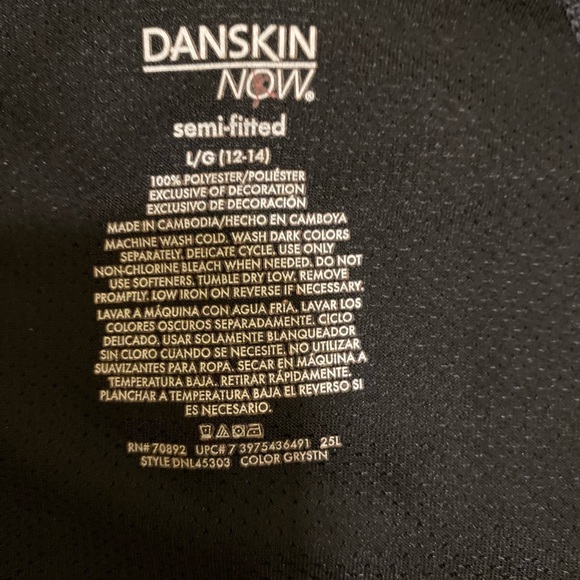 DANSKIN
NOW®
semi-fitted
L/G (12-14)
100% POLYESTER/POLIÉSTER
EXCLUSIVE OF DECORATION
EXCLUSIVO DE DECORACIÓN
MADE IN CAMBODIA/HECHO EN CAMBOYA
MACHINE WASH COLD. WASH DARK COLORS
SEPARATELY. DELICATE CYCLE. USE ONLY
NON-CHLORINE BLEACH WHEN NEEDED. DO NOT
USE SOFTENERS. TUMBLE DRY LOW. REMOVE
PROMPTLY. LOW IRON ON REVERSE IF NECESSARY.
LAVAR A MÁQUINA CON AGUA FRÍA. LAVAR LOS
COLORES OSCUROS SEPARADAMENTE. CICLO
DELICADO. USAR SOLAMENTE BLANQUEADOR
SIN CLORO CUANDO SE NECESITE. NO UTILIZAR
SUAVIZANTES PARA ROPA. SECAR EN MÁQUINA A
TEMPERATURA BAJA. RETIRAR RÁPIDAMENTE.
PLANCHAR A TEMPERATURA BAJA EL REVERSO SI
ES NECESARIO.
RN# 70892 UPC# 7 3975436491 25L
STYLE DNL45303 COLOR GRYSTN